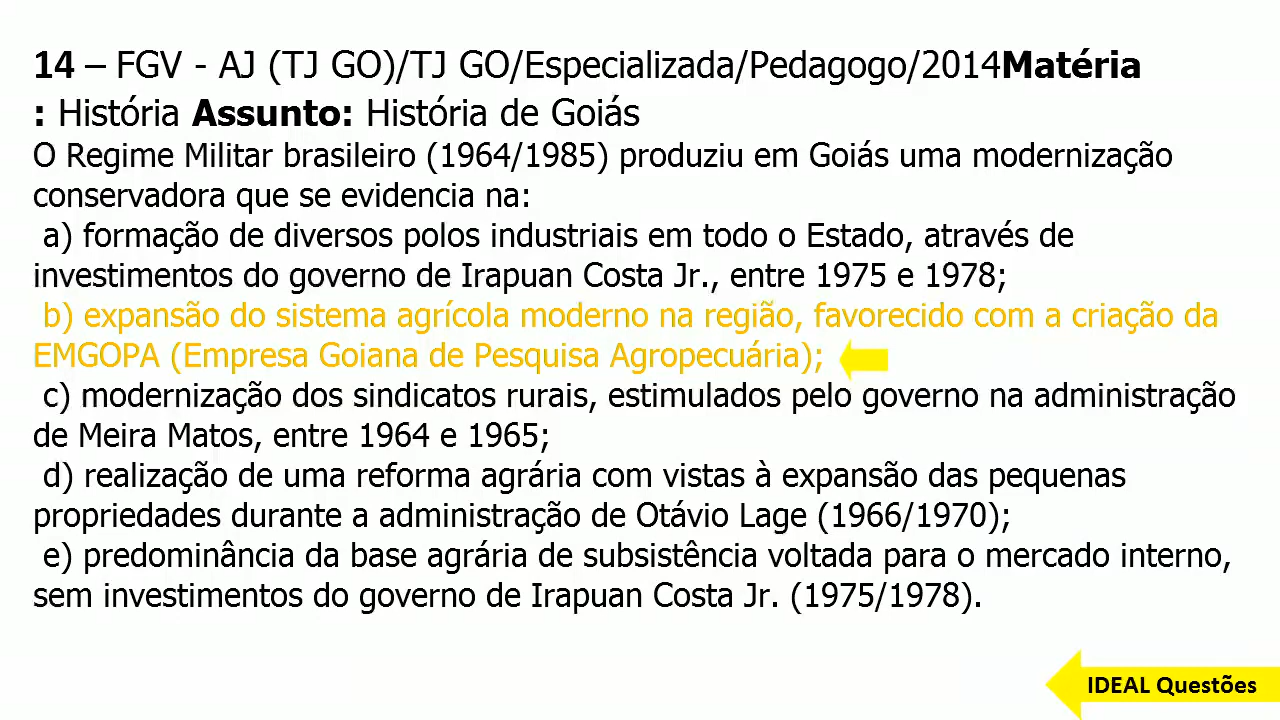 14 – FGV - AJ (TJ GO)/TJ GO/Especializada/Pedagogo/2014Matéria
: História Assunto: História de Goiás
O Regime Militar brasileiro (1964/1985) produziu em Goiás uma modernização
conservadora que se evidencia na:
a) formação de diversos polos industriais em todo o Estado, através de
investimentos do governo de Irapuan Costa Jr., entre 1975 e 1978;
b) expansão do sistema agrícola moderno na região, favorecido com a criação da
EMGOPA (Empresa Goiana de Pesquisa Agropecuária);
c) modernização dos sindicatos rurais, estimulados pelo governo na administração
de Meira Matos, entre 1964 e 1965;
d) realização de uma reforma agrária com vistas à expansão das pequenas
propriedades durante a administração de Otávio Lage (1966/1970);
e) predominância da base agrária de subsistência voltada para o mercado interno,
sem investimentos do governo de Irapuan Costa Jr. (1975/1978).
IDEAL Questões